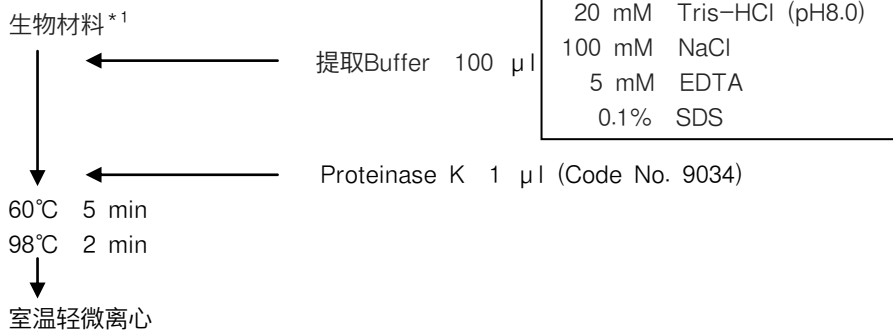 生物材料*1
提取Buffer 100 μl
20 mM Tris-HCl (pH8.0)
100 mM NaCl
5 mM EDTA
0.1% SDS
Proteinase K 1 μl (Code No. 9034)
60℃ 5 min
98℃ 2 min
室温轻微离心